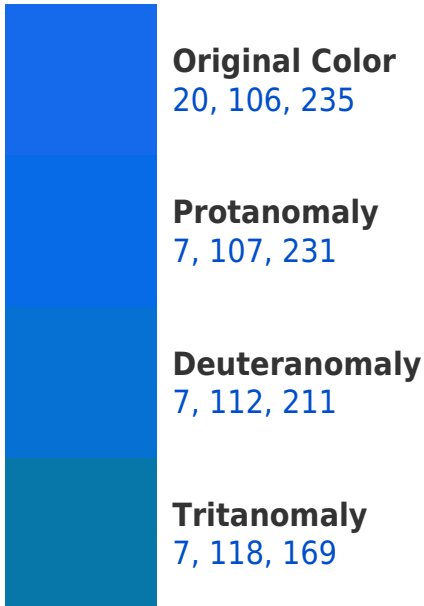 Original Color
20, 106, 235
Protanomaly
7, 107, 231
Deuteranomaly
7, 112, 211
Tritanomaly
7, 118, 169